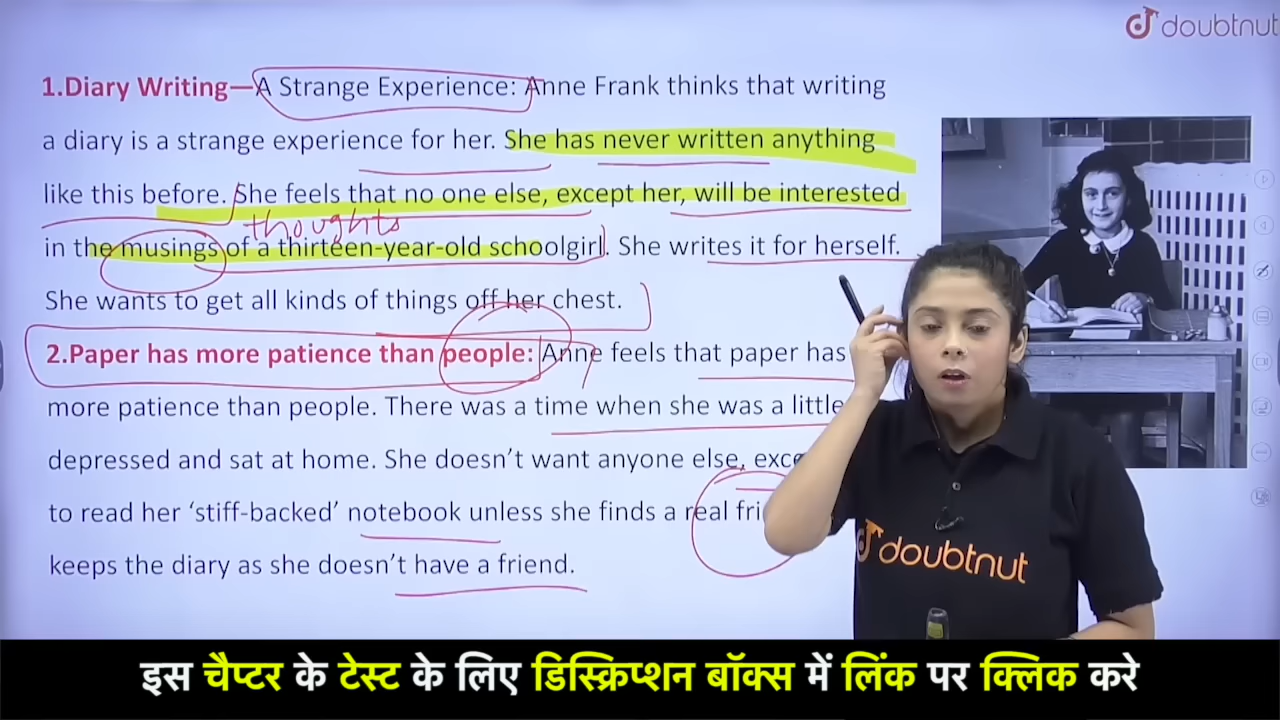 doubtnut
1.Diary Writing—A Strange Experience: Anne Frank thinks that writing
a diary is a strange experience for her. She has never written anything
like this before. She feels that no one else, except her, will be interested
thoughts
in the musings of a thirteen-year-old schoolgirl. She writes it for herself.
She wants to get all kinds of things off her chest.
2.Paper has more patience than people: Anne feels that paper has
more patience than people. There was a time when she was a little
depressed and sat at home. She doesn't want anyone else,
to read her ‘stiff-backed’ notebook unless she finds a real
keeps the diary as she doesn't have a friend.
doubtnut
इस चैप्टर के टेस्ट के लिए डिस्क्रिप्शन बॉक्स में लिंक पर क्लिक करे